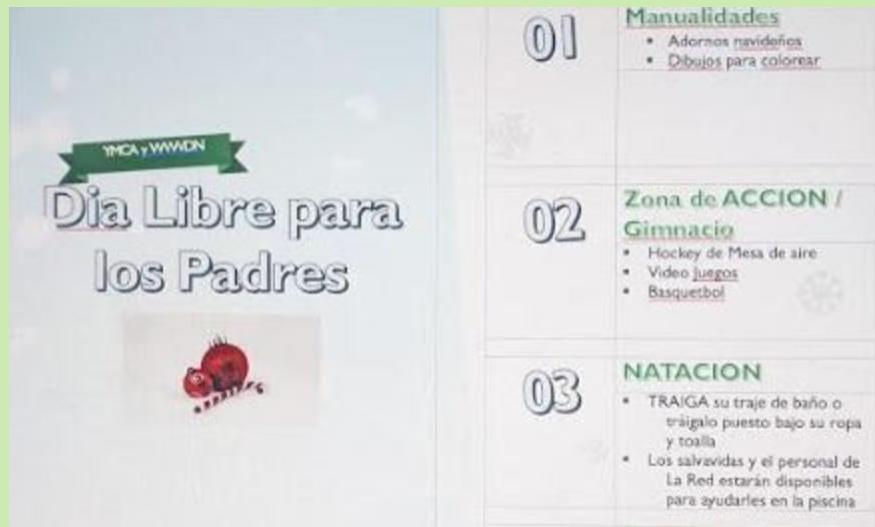 YMCA y WWWDN
Dia Libre para
los Padres
01
Manualidades
Adornos navideños
Dibujos para colorear
02
Zona de ACCION /
Gimnacio
Hockey de Mesa de aire
Video Juegos
Basquetbol
03
NATACION
TRAIGA su traje de baño o
tráigalo puesto bajo su ropa
y toalla
Los salvavidas y el personal de
La Red estarán disponibles
para ayudarles en la piscina